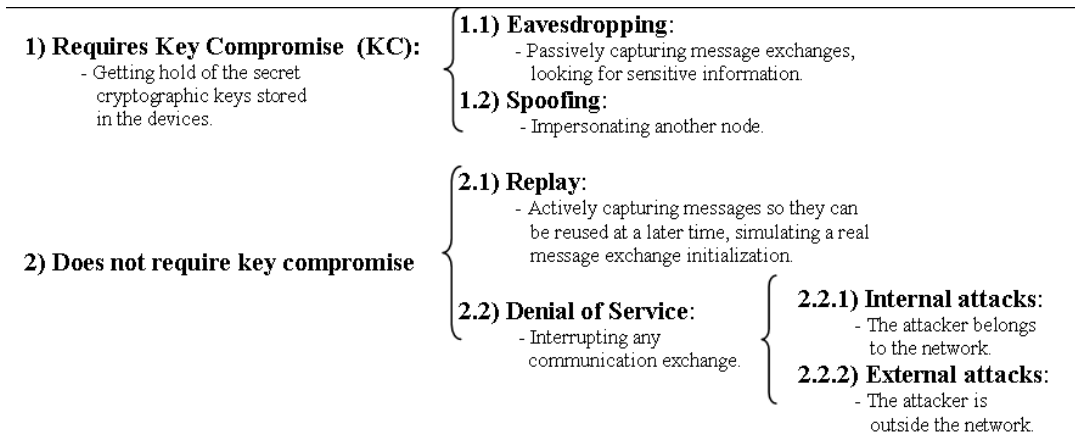 1) Requires Key Compromise (KC):
- Getting hold of the secret
cryptographic keys stored
in the devices.
1.1) Eavesdropping:
- Passively capturing message exchanges,
looking for sensitive information.
1.2) Spoofing:
- Impersonating another node.
2) Does not require key compromise
2.1) Replay:
- Actively capturing messages so they can
be reused at a later time, simulating a real
message exchange initialization.
2.2) Denial of Service:
- Interrupting any
communication exchange.
2.2.1) Internal attacks:
- The attacker belongs
to the network.
2.2.2) External attacks:
- The attacker is
outside the network.